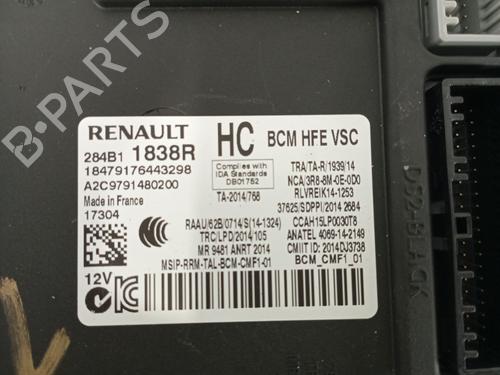 B-PARTS
RENAULT
HC
BCM HFE VSC
284B1 1838R
18479176443298
A2C9791480200
Made in France
17304
12V
Complies with
IDA Standards
DB01752
TA-2014/768
TRA/TA-R/1939/14
NCA/3R8-8M-0E-0D0
RLVREIK14-1253
37625/SDPPI/2014 2684
RAAU/62B/0714/S(14-1324)
CCAH15LP0030T8
TRC/LPD/2014/105
ANATEL 4069-14-2149
MR 9481 ANRT 2014
CMIIT ID: 2014DJ3738
MSIP-RRM-TAL-BCM-CMF1-01
BCM_CMF1_01
D52-BLACK